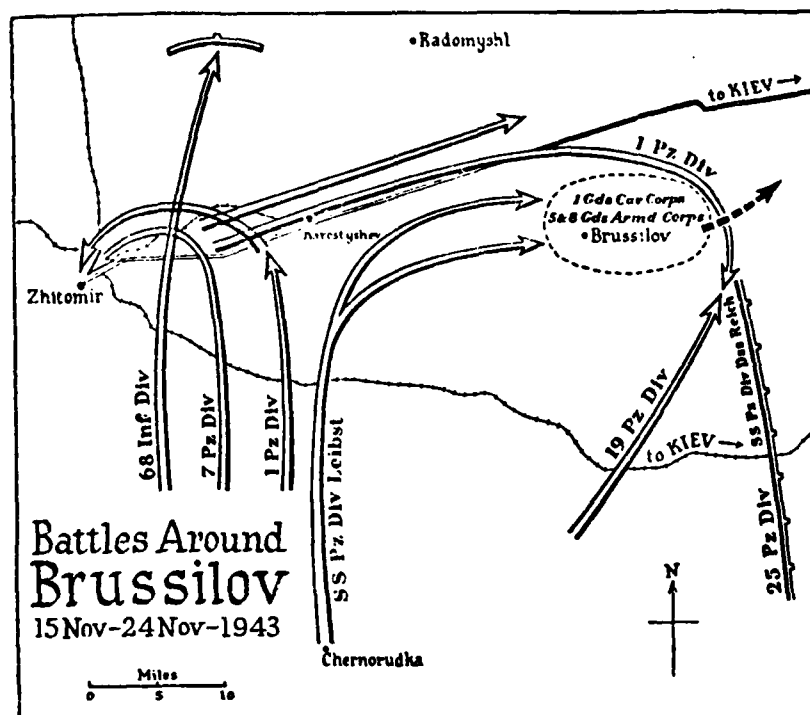 Radomyshl
to KIEV
1 Pz Div
1 Gds Cav Corps
5&8 Gds Armd Corps
Brussilov
Zhitomir
68 Inf Div
7 Pz Div
1 Pz Div
SS Pz Div Leibst
19 Pz Div
SS Pz Div Das Reich
to KIEV
25 Pz Div
Battles Around
Brussilov
15 Nov-24 Nov-1943
N
Chernorudka
Miles
0 5 10